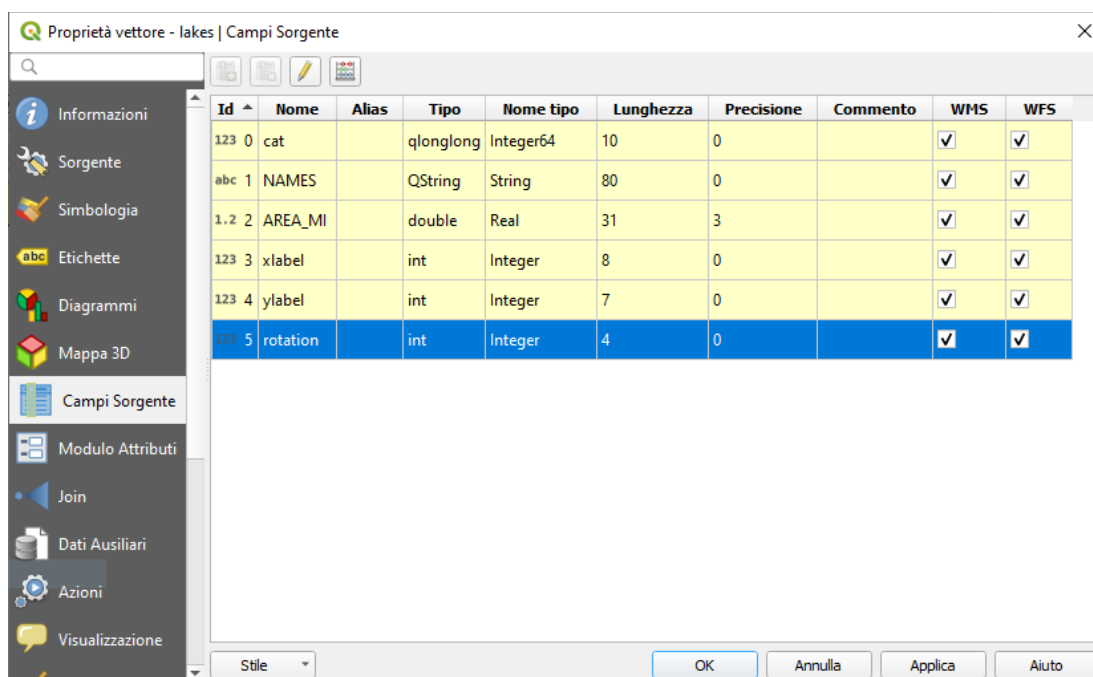 Proprietà vettore - lakes | Campi Sorgente
Informazioni
Sorgente
Simbologia
abc Etichette
Diagrammi
Mappa 3D
Campi Sorgente
Modulo Attributi
Join
Dati Ausiliari
Azioni
Visualizzazione
Id Nome Alias Tipo Nome tipo Lunghezza Precisione Commento WMS WFS
123 0 cat qlonglong Integer64 10 0
abc 1 NAMES QString String 80 0
1.2 2 AREA_MI double Real 31 3
123 3 xlabel int Integer 8 0
123 4 ylabel int Integer 7 0
123 5 rotation int Integer 4 0
Stile OK Annulla Applica Aiuto